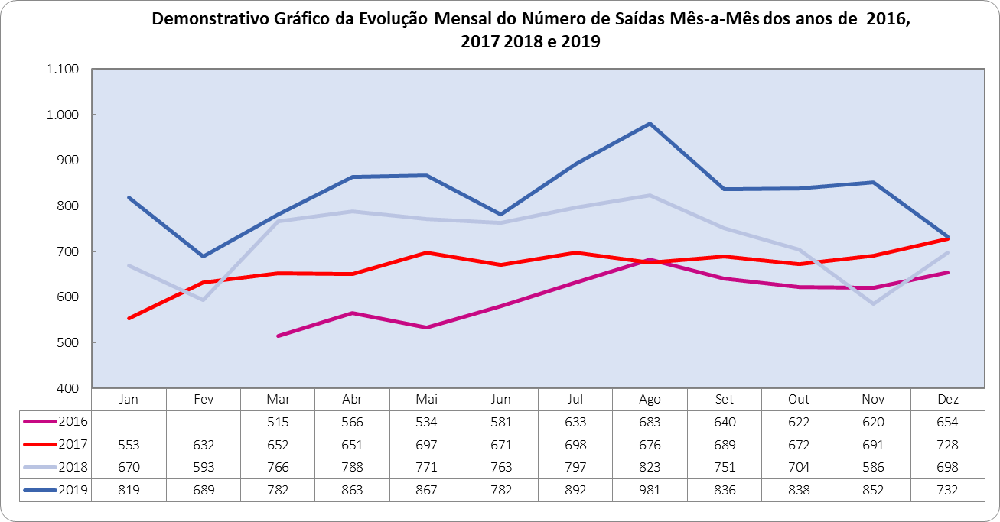 Demonstrativo Gráfico da Evolução Mensal do Número de Saídas Mês-a-Mês dos anos de 2016,
2017 2018 e 2019
1.100
1.000
900
800
700
600
500
400
Jan Fev Mar Abr Mai Jun Jul Ago Set Out Nov Dez
2016 515 566 534 581 633 683 640 622 620 654
2017 553 632 652 651 697 671 698 676 689 672 691 728
2018 670 593 766 788 771 763 797 823 751 704 586 698
2019 819 689 782 863 867 782 892 981 836 838 852 732